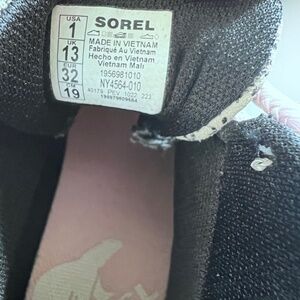 USA
1
UK
13
EUR
32
CM
19
SOREL
MADE IN VIETNAM
Fabriqué Au Vietnam
Hecho en Vietnam
Vietnam Malı
1956981010
NY4564-010